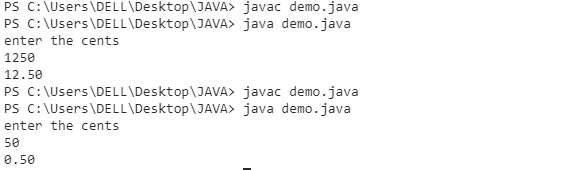 PS C:\Users\DELL\Desktop\JAVA> javac demo.java
PS C:\Users\DELL\Desktop\JAVA> java demo.java
enter the cents
1250
12.50
PS C:\Users\DELL\Desktop\JAVA> javac demo.java
PS C:\Users\DELL\Desktop\JAVA> java demo.java
enter the cents
50
0.50